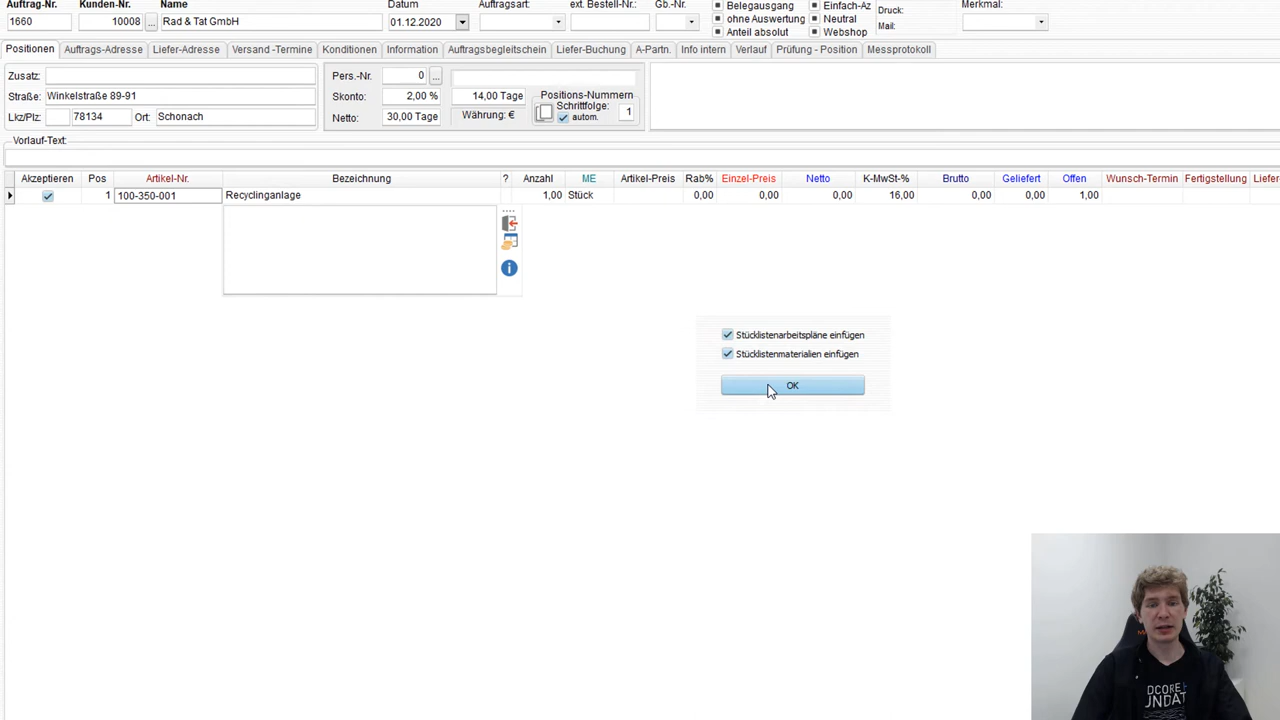 Auftrag-Nr. Kunden-Nr. Name Datum Auftragsart: ext. Bestell-Nr.: Gb.-Nr. Belegausgang Einfach-Az Druck: Merkmal:
1660 10008 ... Rad & Tat GmbH 01.12.2020 ohne Auswertung Neutral Mail:
Anteil absolut Webshop
Positionen Auftrags-Adresse Liefer-Adresse Versand -Termine Konditionen Information Auftragsbegleitschein Liefer-Buchung A-Partn. Info intern Verlauf Prüfung - Position Messprotokoll
Zusatz: Pers.-Nr. 0 ...
Straße: Winkelstraße 89-91 Skonto: 2,00 % 14,00 Tage Positions-Nummern
Schrittfolge:
Lkz/Plz: 78134 Ort: Schonach Netto: 30,00 Tage Währung: € autom. 1
Vorlauf-Text:
Akzeptieren Pos Artikel-Nr. Bezeichnung ? Anzahl ME Artikel-Preis Rab% Einzel-Preis Netto K-MwSt-% Brutto Geliefert Offen Wunsch-Termin Fertigstellung
1 100-350-001 Recyclinganlage 1,00 Stück 0,00 0,00 0,00 16,00 0,00 0,00 1,00
Stücklistenarbeitspläne einfügen
Stücklistenmaterialien einfügen
OK
DCORE
JNDAT